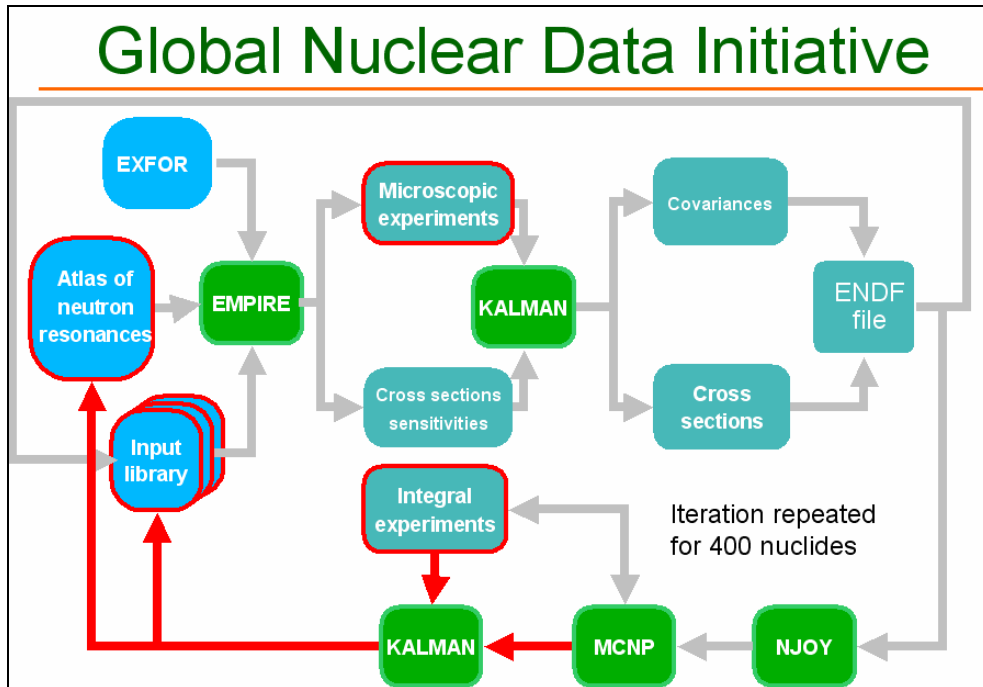 Global Nuclear Data Initiative
EXFOR
Microscopic
experiments
Covariances
Atlas of
neutron
resonances
EMPIRE
KALMAN
ENDF
file
Cross sections
sensitivities
Cross
sections
Input
library
Integral
experiments
Iteration repeated
for 400 nuclides
KALMAN
MCNP
NJOY